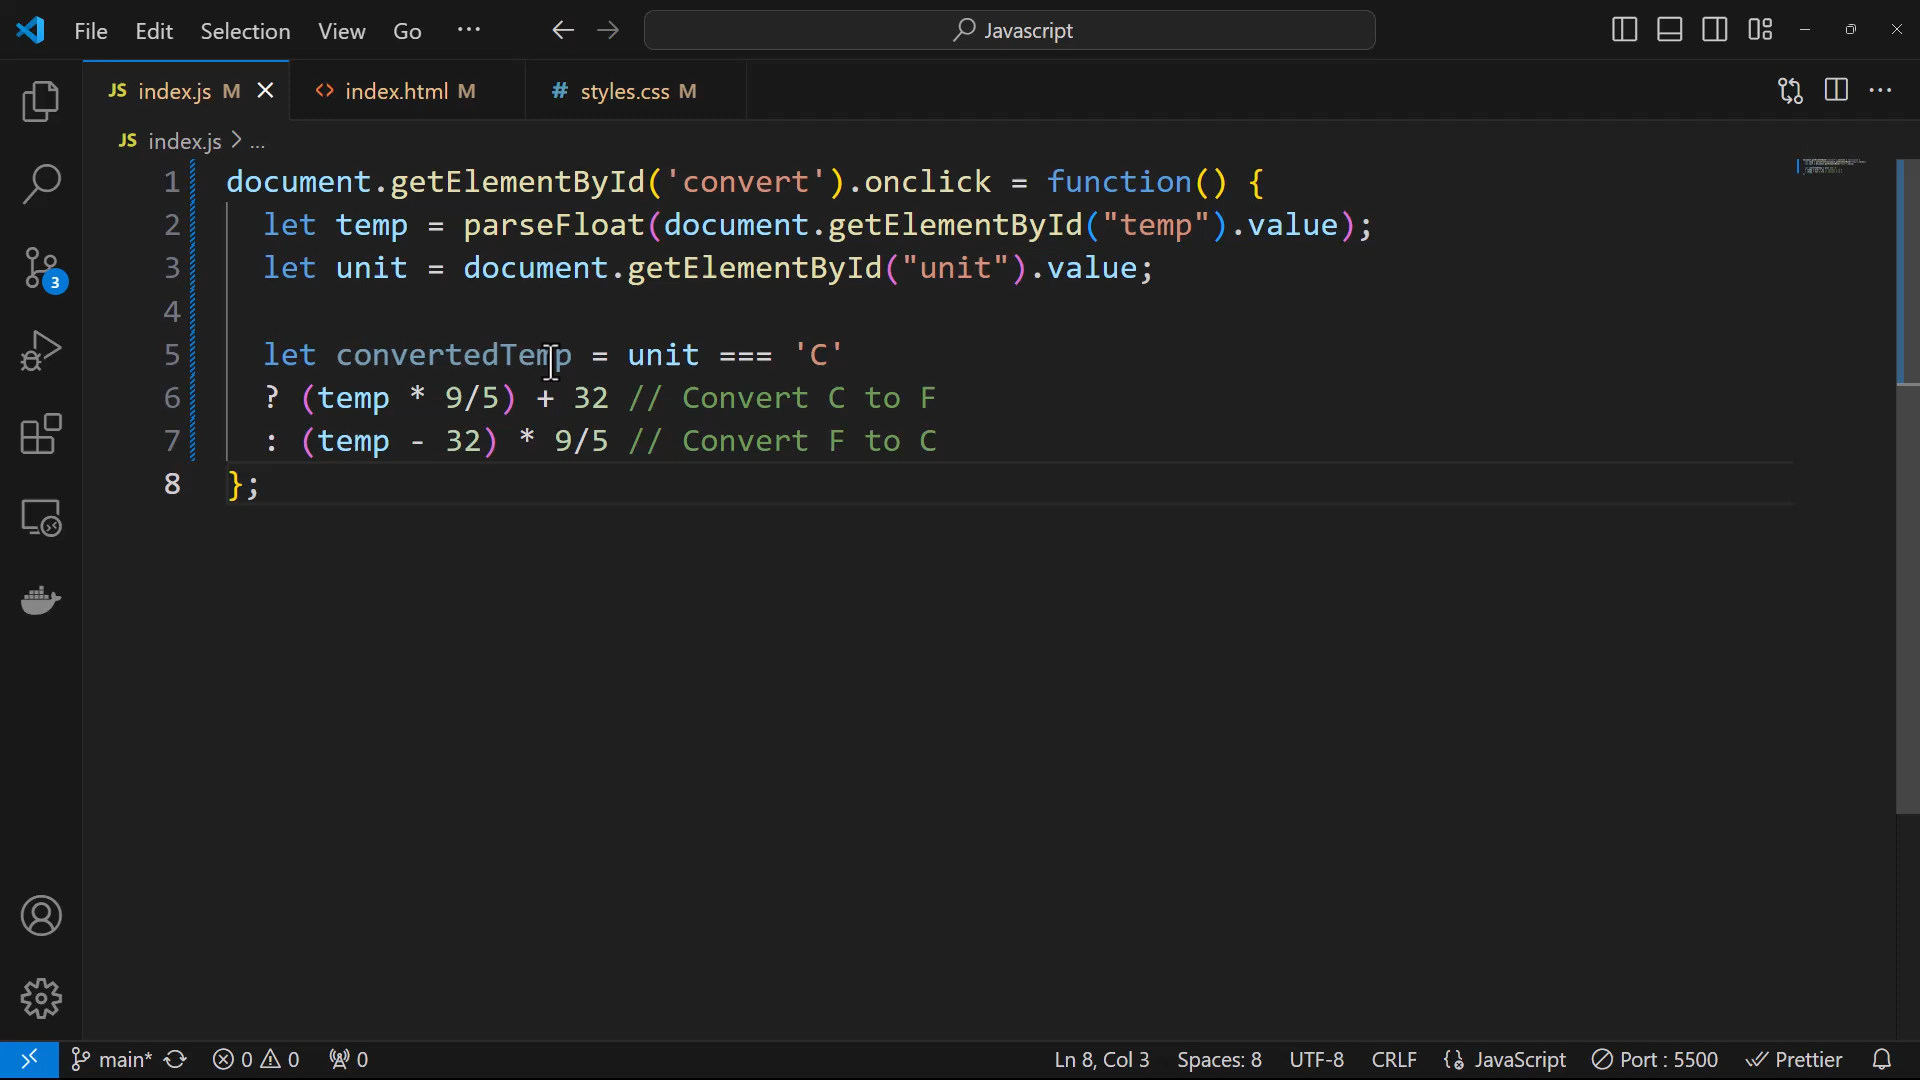 File Edit Selection View Go ··· Javascript
JS index.js M index.html M # styles.css M
JS index.js > ...
1 document.getElementById('convert').onclick = function() {
2 let temp = parseFloat(document.getElementById("temp").value);
3 let unit = document.getElementById("unit").value;
4
5 let convertedTemp = unit === 'C'
6 ? (temp * 9/5) + 32 // Convert C to F
7 : (temp - 32) * 9/5 // Convert F to C
8 };
3
main* 0 0 0 Ln 8, Col 3 Spaces: 8 UTF-8 CRLF JavaScript Port : 5500 Prettier